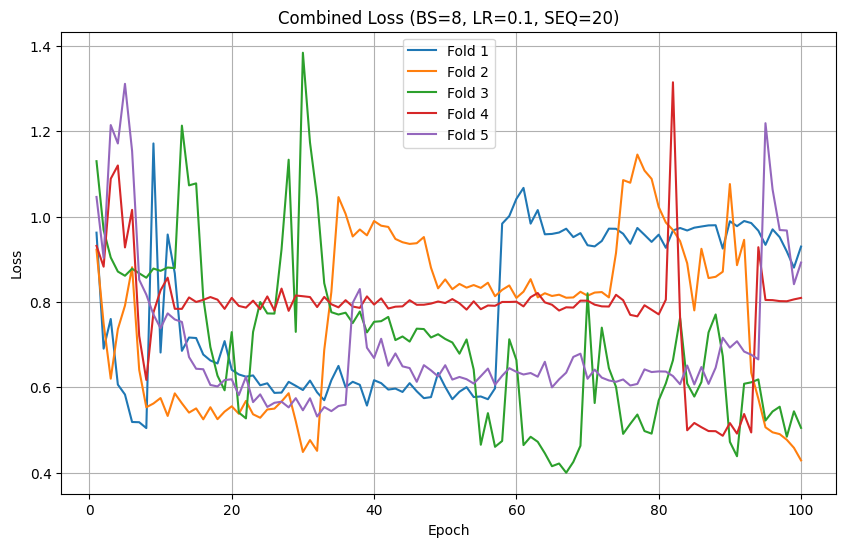 Combined Loss (BS=8, LR=0.1, SEQ=20)
1.4
1.2
1.0
0.8
0.6
0.4
Loss
Fold 1
Fold 2
Fold 3
Fold 4
Fold 5
0 20 40 60 80 100
Epoch